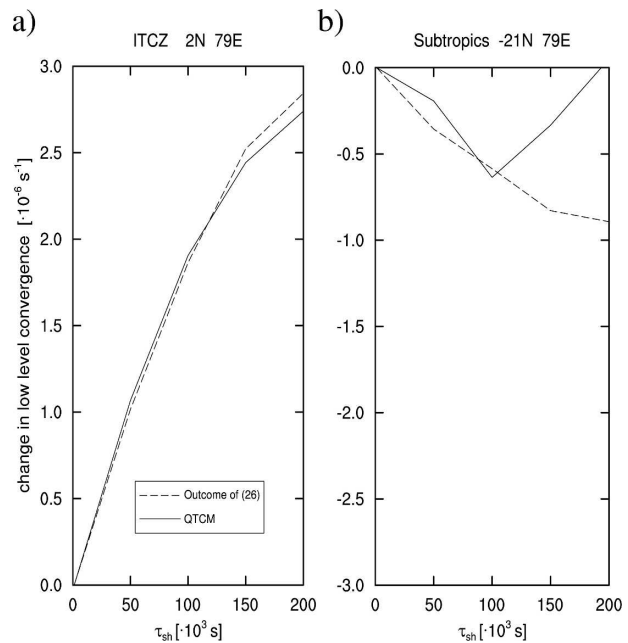 a)
ITCZ 2N 79E
3.0
2.5
2.0
1.5
1.0
0.5
0.0
change in low level convergence [·10⁻⁶ s⁻¹]
Outcome of (26)
QTCM
0 50 100 150 200
τsh [·10³ s]
b)
Subtropics -21N 79E
0.0
-0.5
-1.0
-1.5
-2.0
-2.5
-3.0
0 50 100 150 200
τsh [·10³ s]